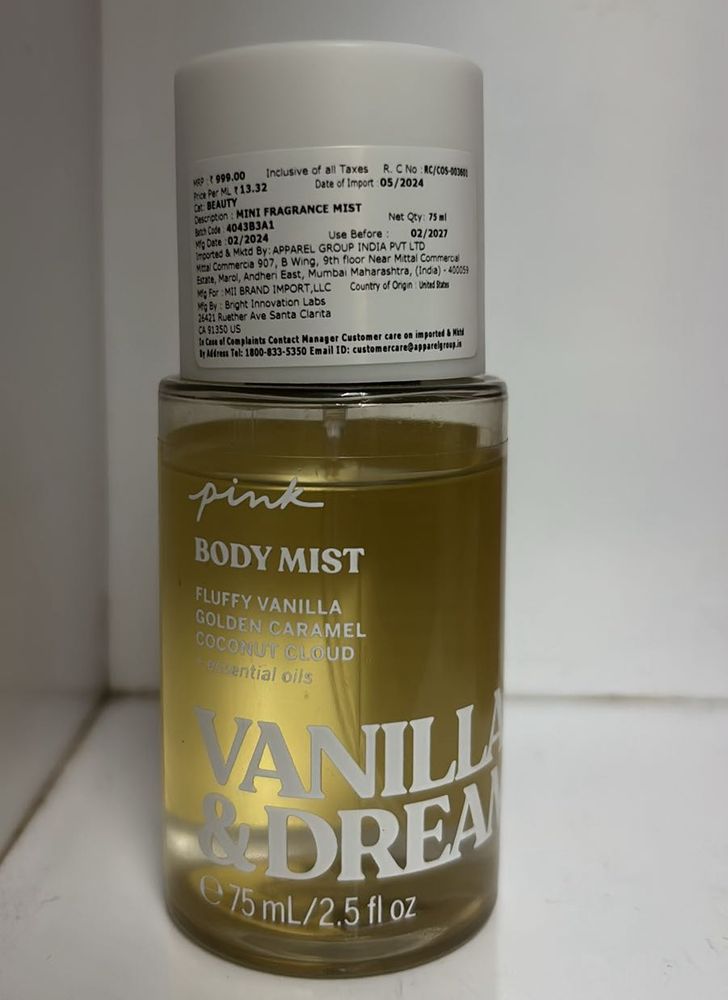 MRP : ₹ 999.00 Inclusive of all Taxes R. C No : RC/COS-003601
Price Per ML ₹ 13.32 Date of Import : 05/2024
Cat: BEAUTY
Description : MINI FRAGRANCE MIST Net Qty: 75 ml
Batch Code : 4043B3A1
Mfg Date : 02/2024 Use Before : 02/2027
Imported & Mktd By: APPAREL GROUP INDIA PVT LTD
Mittal Commercia 907, B Wing, 9th floor Near Mittal Commercial
Estate, Marol, Andheri East, Mumbai Maharashtra, (India) - 400059
Mfg For : MII BRAND IMPORT,LLC Country of Origin : United States
Mfg By : Bright Innovation Labs
26421 Ruether Ave Santa Clarita
CA 91350 US
In Case of Complaints Contact Manager Customer care on imported & Mktd
By Address Tel: 1800-833-5350 Email ID: customercare@apparelgroup.in
pink
BODY MIST
FLUFFY VANILLA
GOLDEN CARAMEL
COCONUT CLOUD
+ essential oils
VANILLA
& DREAM
℮ 75 mL/2.5 fl oz